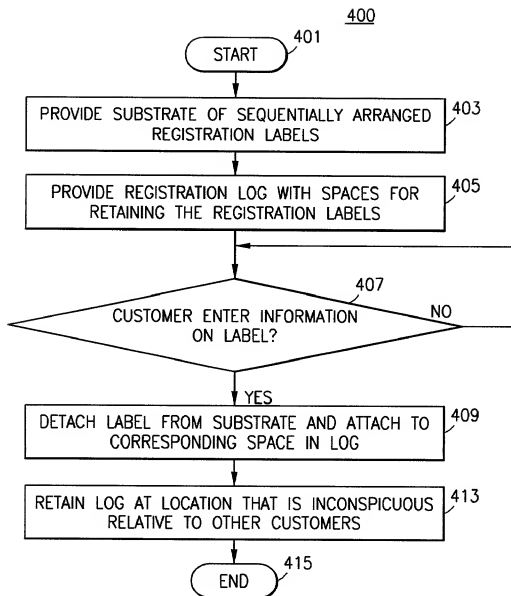 400
START
401
PROVIDE SUBSTRATE OF SEQUENTIALLY ARRANGED
REGISTRATION LABELS
403
PROVIDE REGISTRATION LOG WITH SPACES FOR
RETAINING THE REGISTRATION LABELS
405
407
CUSTOMER ENTER INFORMATION
ON LABEL?
NO
YES
DETACH LABEL FROM SUBSTRATE AND ATTACH TO
CORRESPONDING SPACE IN LOG
409
RETAIN LOG AT LOCATION THAT IS INCONSPICUOUS
RELATIVE TO OTHER CUSTOMERS
413
END
415